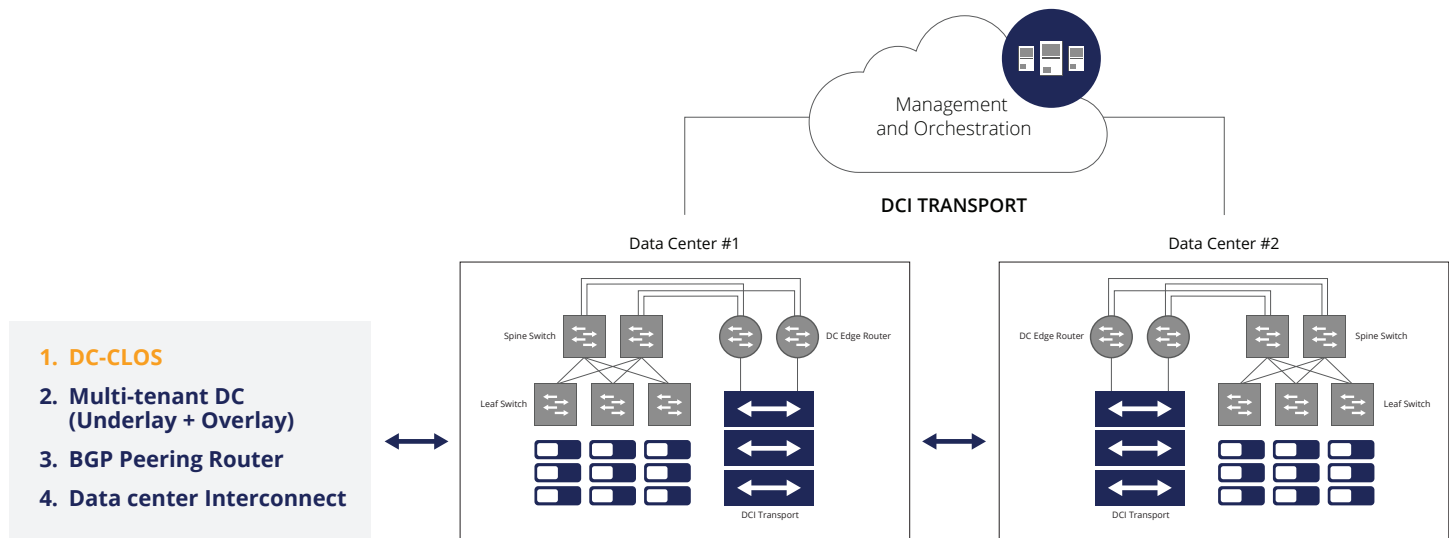 Management
and Orchestration
DCI TRANSPORT
Data Center #1
Data Center #2
Spine Switch
DC Edge Router
Leaf Switch
DCI Transport
DC Edge Router
Spine Switch
Leaf Switch
DCI Transport
1. DC-CLOS
2. Multi-tenant DC
(Underlay + Overlay)
3. BGP Peering Router
4. Data center Interconnect